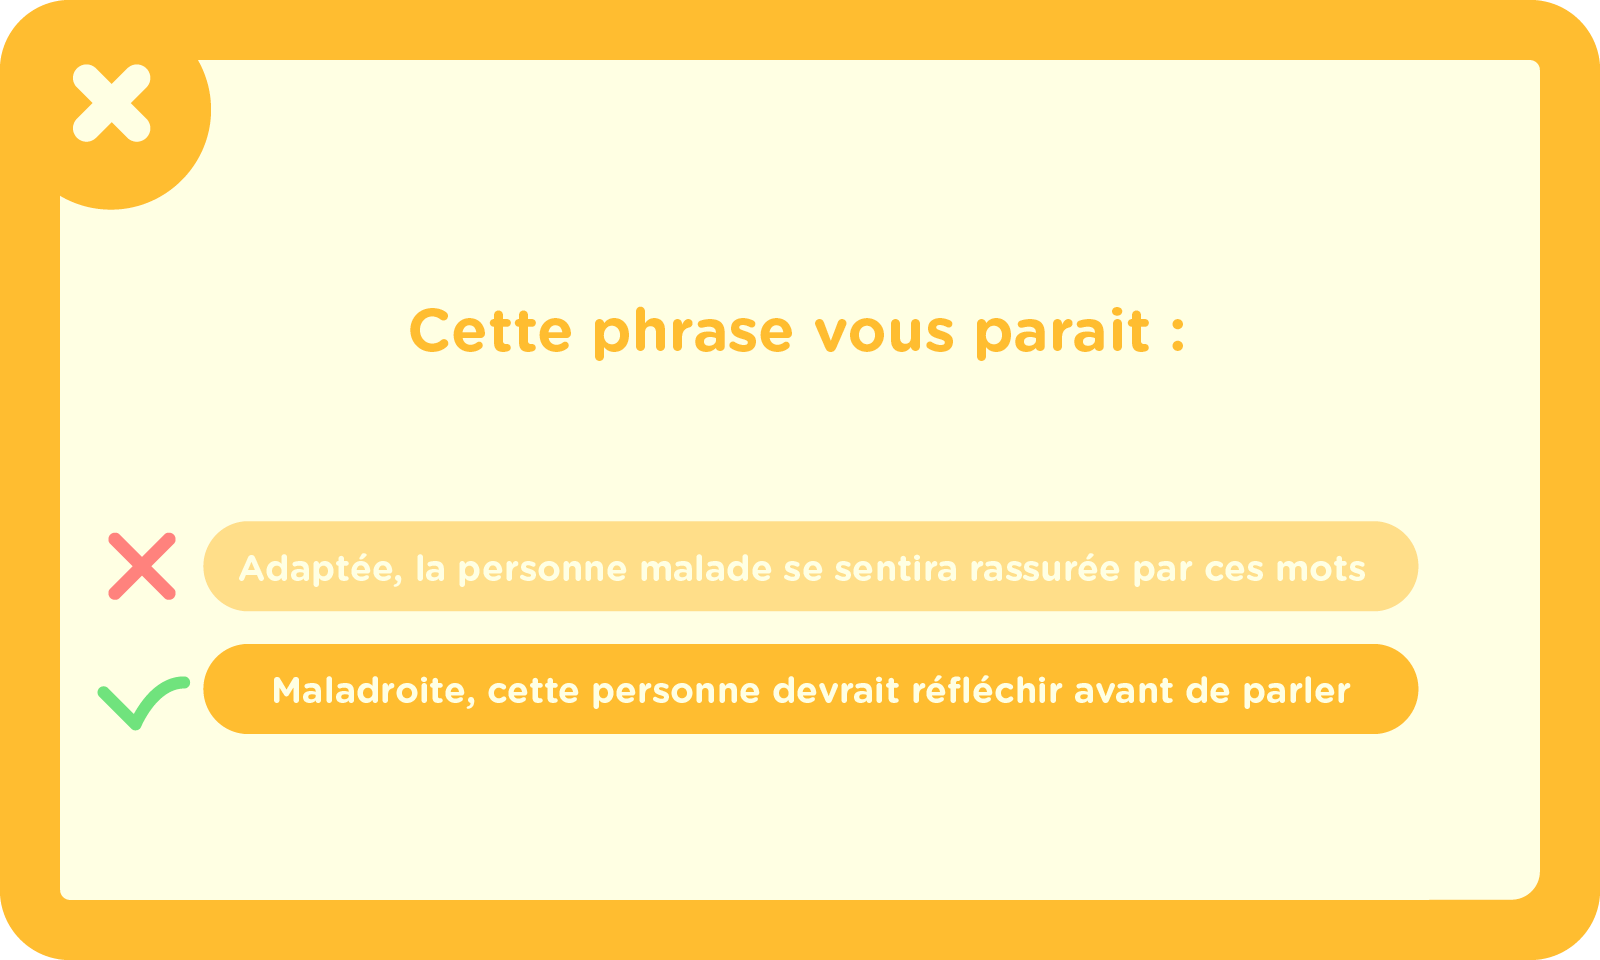 Cette phrase vous parait :
Adaptée, la personne malade se sentira rassurée par ces mots
Maladroite, cette personne devrait réfléchir avant de parler